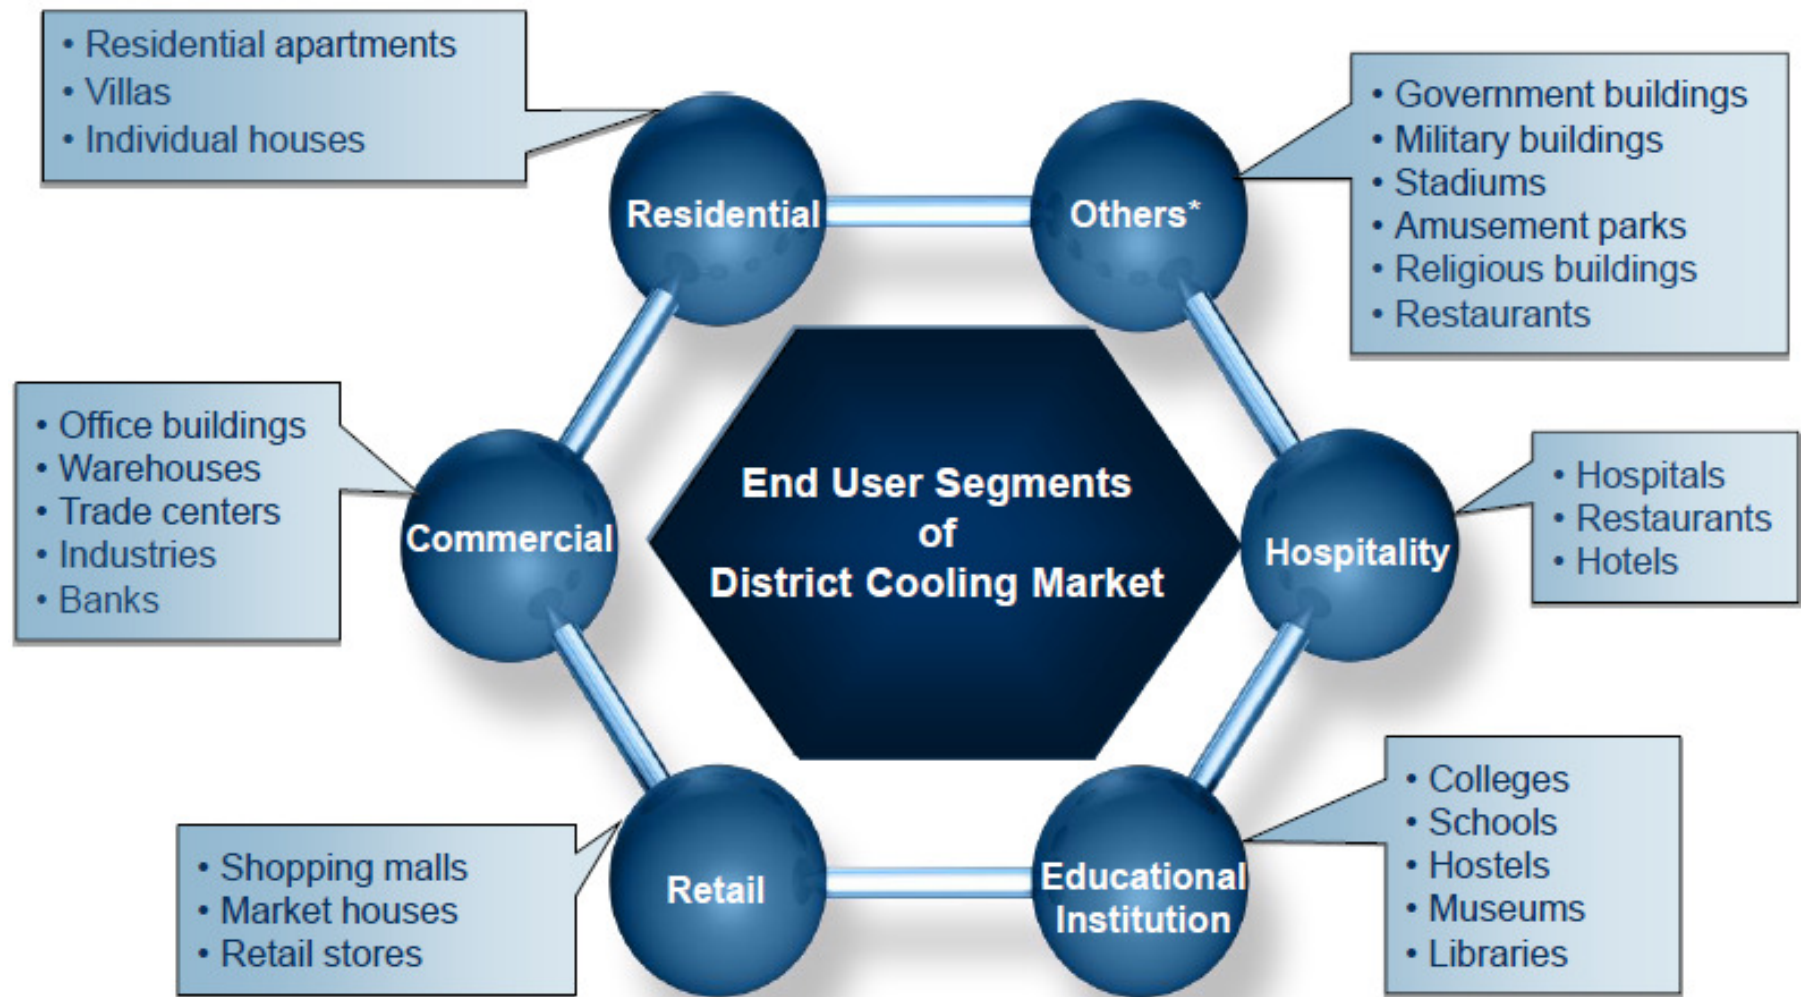 • Residential apartments
• Villas
• Individual houses
• Government buildings
• Military buildings
• Stadiums
• Amusement parks
• Religious buildings
• Restaurants
Residential
Others*
• Office buildings
• Warehouses
• Trade centers
• Industries
• Banks
Commercial
End User Segments
of
District Cooling Market
Hospitality
• Hospitals
• Restaurants
• Hotels
• Shopping malls
• Market houses
• Retail stores
Retail
Educational
Institution
• Colleges
• Schools
• Hostels
• Museums
• Libraries